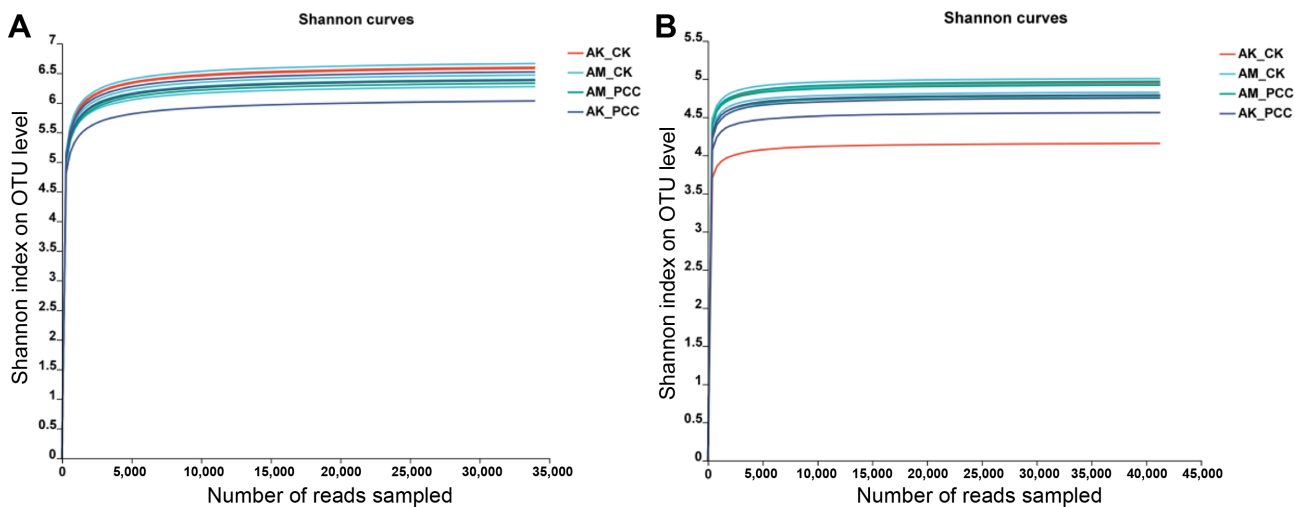 A
Shannon curves
7
6.5
6
5.5
5
4.5
4
3.5
3
2.5
2
1.5
1
0.5
0
Shannon index on OTU level
0 5,000 10,000 15,000 20,000 25,000 30,000 35,000
Number of reads sampled
AK_CK
AM_CK
AM_PCC
AK_PCC
B
Shannon curves
5.5
5
4.5
4
3.5
3
2.5
2
1.5
1
0.5
0
Shannon index on OTU level
0 5,000 10,000 15,000 20,000 25,000 30,000 35,000 40,000 45,000
Number of reads sampled
AK_CK
AM_CK
AM_PCC
AK_PCC